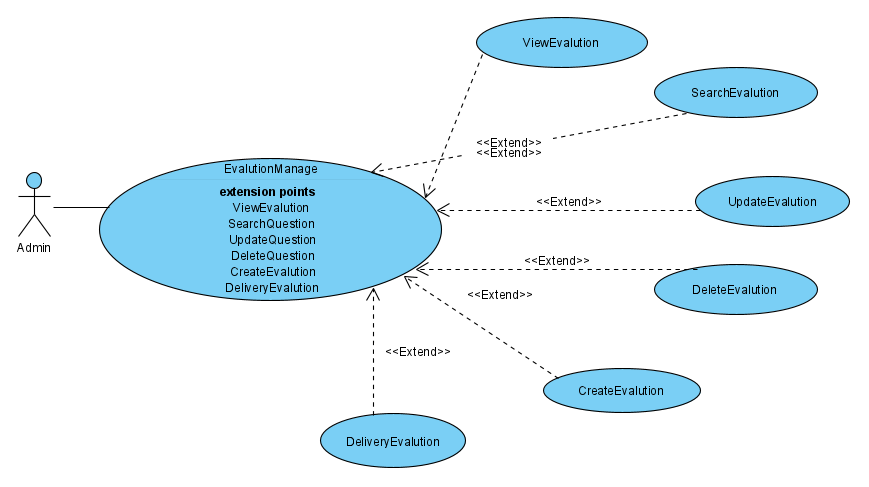 ViewEvalution
SearchEvalution
<<Extend>>
<<Extend>>
EvalutionManage
extension points
ViewEvalution
SearchQuestion
UpdateQuestion
DeleteQuestion
CreateEvalution
DeliveryEvalution
Admin
<<Extend>>
UpdateEvalution
<<Extend>>
DeleteEvalution
<<Extend>>
<<Extend>>
CreateEvalution
DeliveryEvalution